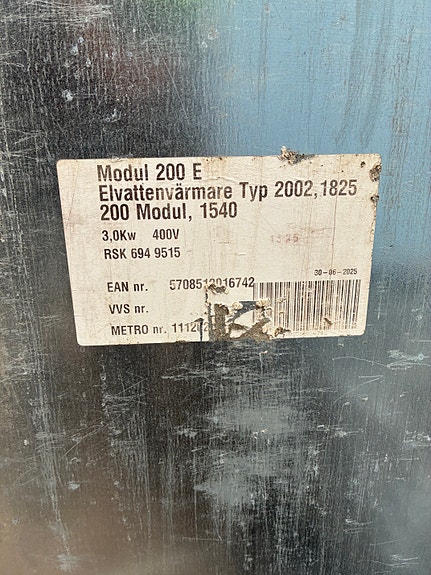 Modul 200 E
Elvattenvärmare Typ 2002,1825
200 Modul, 1540
3,0Kw 400V
RSK 694 9515
30-06-2025
EAN nr.
VVS nr.
METRO nr.